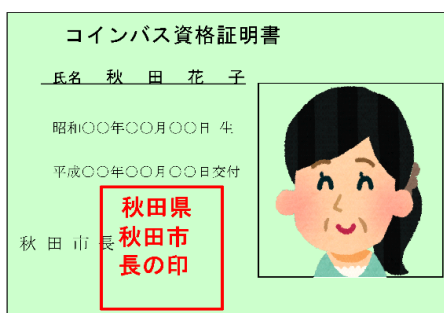 コインバス資格証明書
氏名 秋 田 花 子
昭和○○年○○月○○日 生
平成○○年○○月○○日交付
秋 田 市 長
秋田県
秋田市
長の印